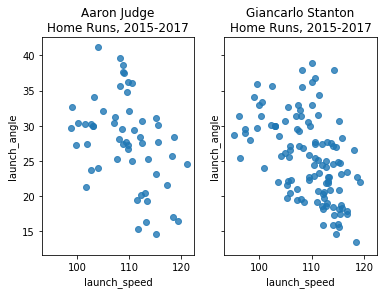 Aaron Judge
Home Runs, 2015-2017
Giancarlo Stanton
Home Runs, 2015-2017
launch_angle
40
35
30
25
20
15
100
110
120
launch_speed
launch_angle
100
110
120
launch_speed